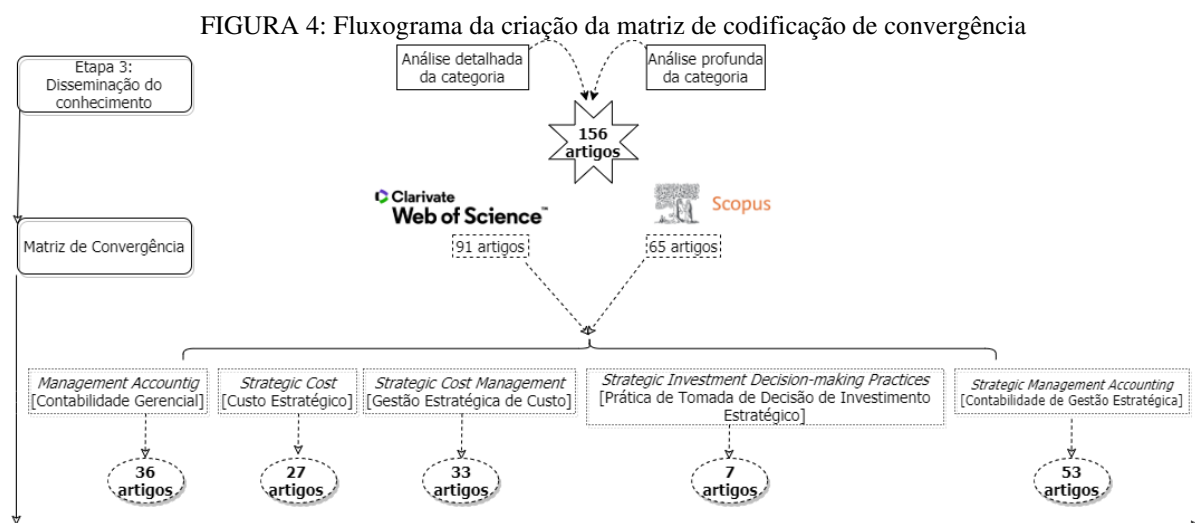 FIGURA 4: Fluxograma da criação da matriz de codificação de convergência
Etapa 3:
Disseminação do
conhecimento
Análise detalhada
da categoria
Análise profunda
da categoria
156
artigos
Clarivate
Web of Science™
Scopus
Matriz de Convergência
91 artigos
65 artigos
Management Accountig
[Contabilidade Gerencial]
Strategic Cost
[Custo Estratégico]
Strategic Cost Management
[Gestão Estratégica de Custo]
Strategic Investment Decision-making Practices
[Prática de Tomada de Decisão de Investimento
Estratégico]
Strategic Management Accounting
[Contabilidade de Gestão Estratégica]
36
artigos
27
artigos
33
artigos
7
artigos
53
artigos